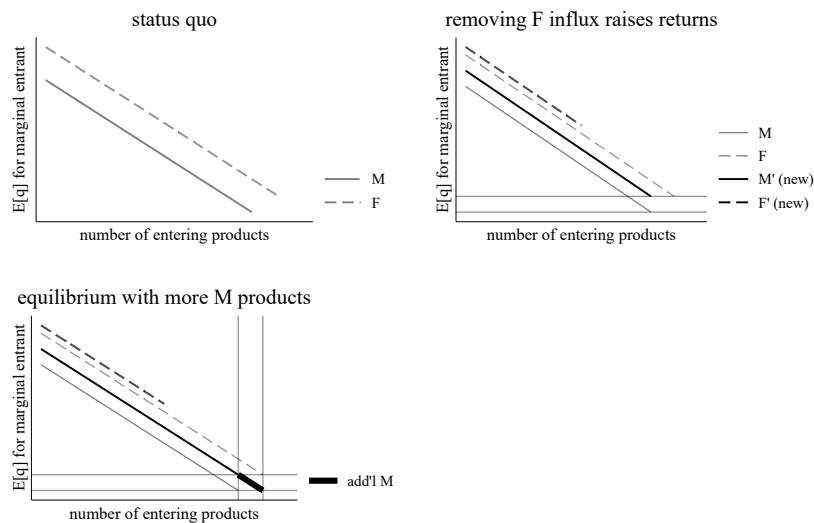 status quo
E[q] for marginal entrant
number of entering products
M
F
removing F influx raises returns
E[q] for marginal entrant
number of entering products
M
F
M' (new)
F' (new)
equilibrium with more M products
E[q] for marginal entrant
number of entering products
add'l M